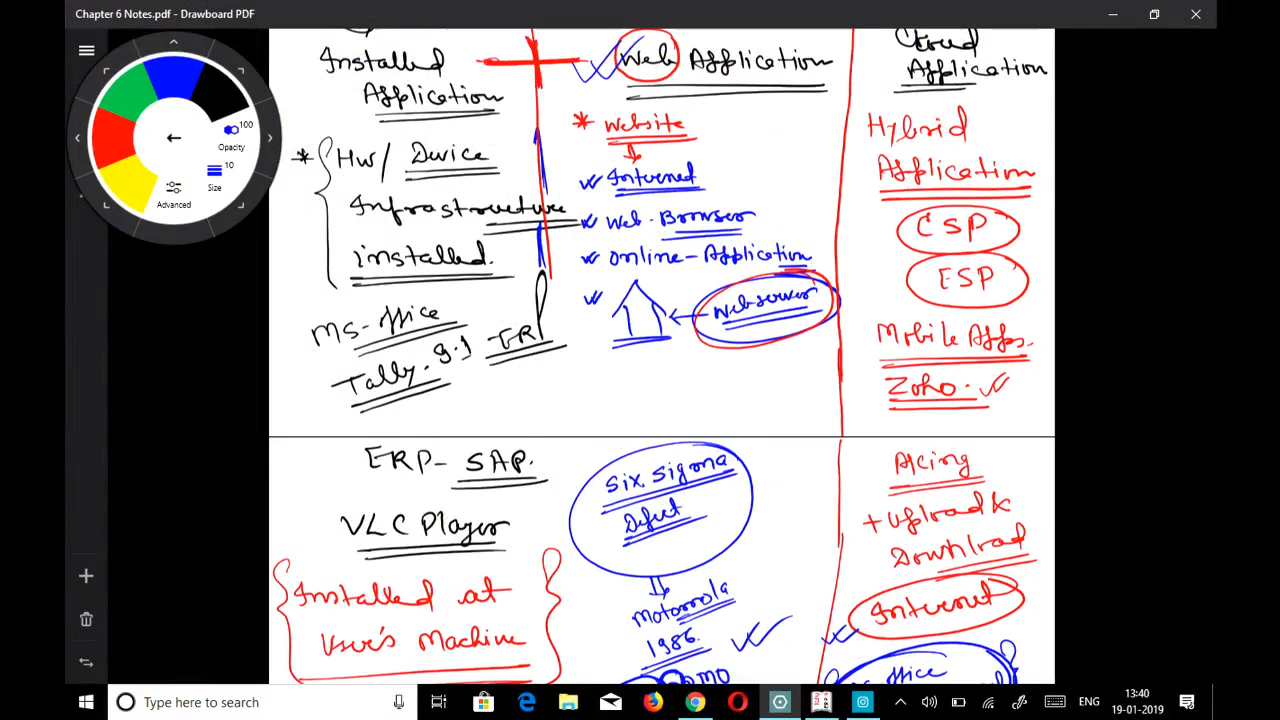 Chapter 6 Notes.pdf - Drawboard PDF
100
Opacity
10
Size
Advanced
Installed
Application
* HW/ Device
Infrastructure
installed.
MS-office
Tally. 9.1 ERP
ERP- SAP.
VLC Player
Installed at
User's Machine
Web Application
* Website
Internet
Web-Browser
Online-Application
Webserver
Six Sigma
Defect
Motorola
1986.
Cloud
Application
Hybrid
Application
CSP
ESP
Mobile Apps.
Zoho.
+ Upload &
Download
Internet
office
Type here to search
ENG
13:40
19-01-2019